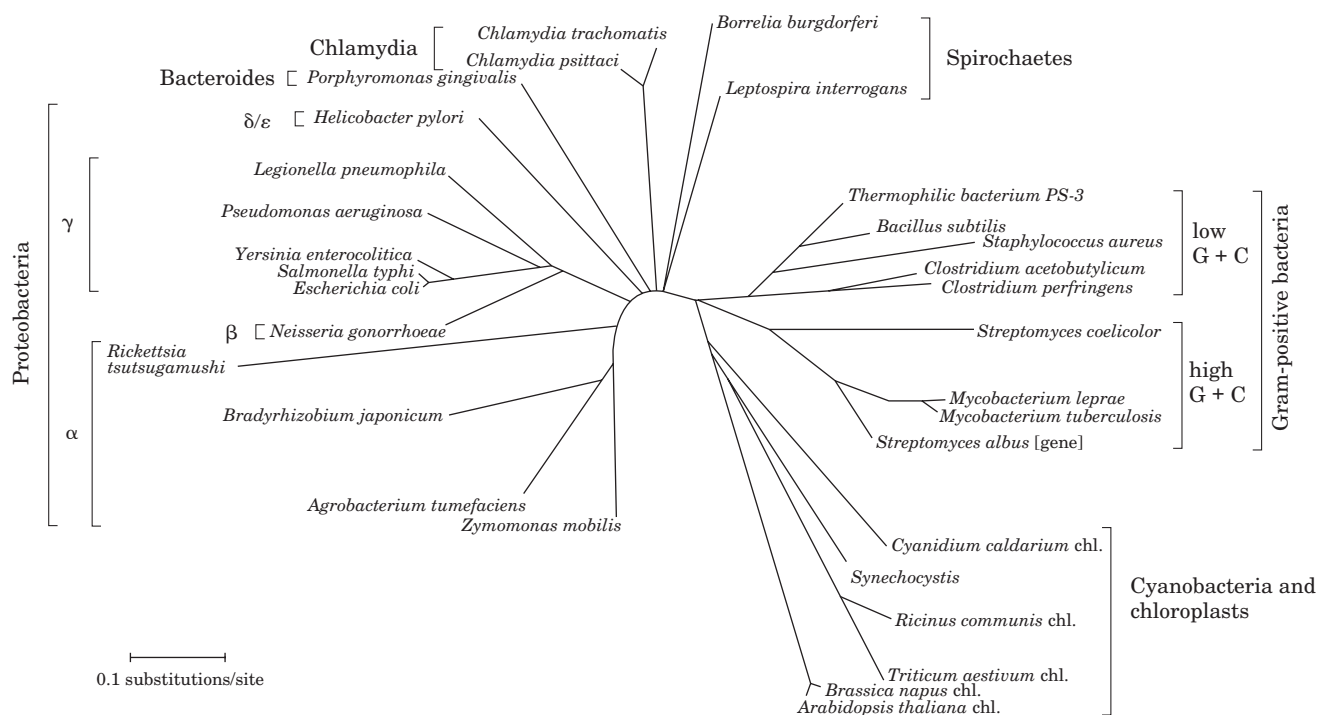 Chlamydia
Chlamydia trachomatis
Chlamydia psittaci
Borrelia burgdorferi
Leptospira interrogans
Spirochaetes
Bacteroides
Porphyromonas gingivalis
δ/ε
Helicobacter pylori
Proteobacteria
γ
Legionella pneumophila
Pseudomonas aeruginosa
Yersinia enterocolitica
Salmonella typhi
Escherichia coli
β
Neisseria gonorrhoeae
α
Rickettsia
tsutsugamushi
Bradyrhizobium japonicum
Agrobacterium tumefaciens
Zymomonas mobilis
Thermophilic bacterium PS-3
Bacillus subtilis
Staphylococcus aureus
Clostridium acetobutylicum
Clostridium perfringens
low
G + C
Streptomyces coelicolor
Mycobacterium leprae
Mycobacterium tuberculosis
Streptomyces albus [gene]
high
G + C
Gram-positive bacteria
Cyanidium caldarium chl.
Synechocystis
Ricinus communis chl.
Triticum aestivum chl.
Brassica napus chl.
Arabidopsis thaliana chl.
Cyanobacteria and
chloroplasts
0.1 substitutions/site